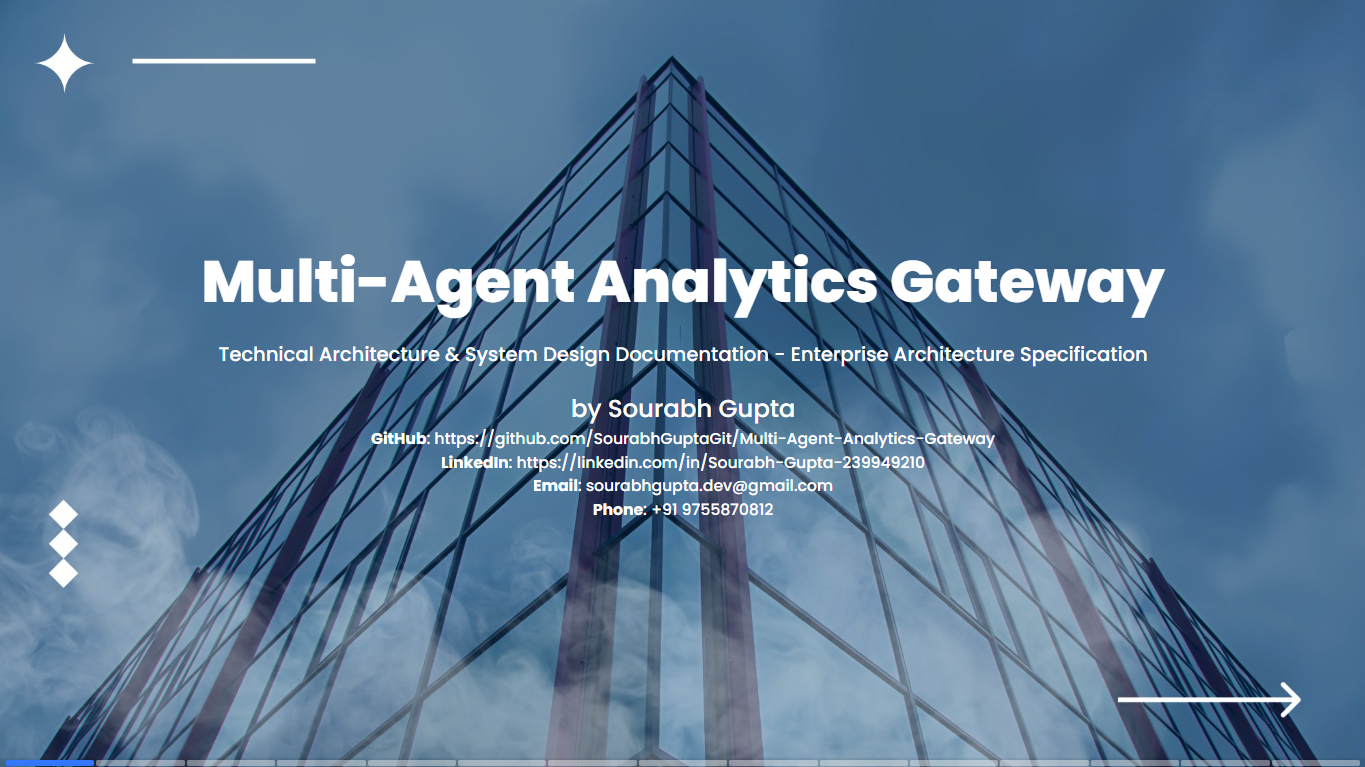 Multi-Agent Analytics Gateway
Technical Architecture & System Design Documentation - Enterprise Architecture Specification
by Sourabh Gupta
GitHub: https://github.com/SourabhGuptaGit/Multi-Agent-Analytics-Gateway
LinkedIn: https://linkedin.com/in/Sourabh-Gupta-239949210
Email: sourabhgupta.dev@gmail.com
Phone: +91 9755870812